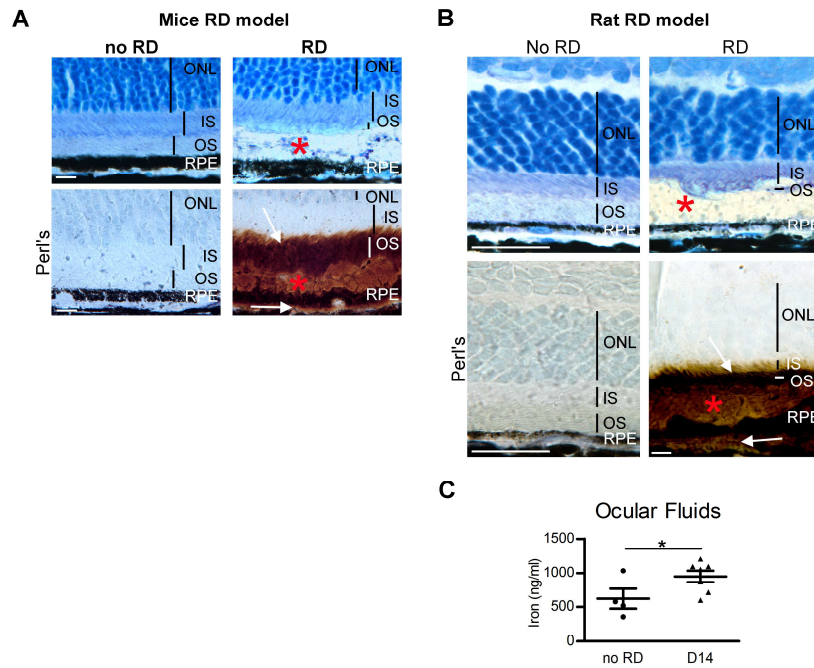 A
Mice RD model
no RD
RD
ONL
IS
OS
RPE
ONL
IS
OS
RPE
Perl's
ONL
IS
OS
RPE
ONL
IS
OS
RPE
*
*
B
Rat RD model
No RD
RD
ONL
IS
OS
RPE
ONL
IS
OS
RPE
Perl's
ONL
IS
OS
RPE
ONL
IS
OS
RPE
*
*
C
Ocular Fluids
Iron (ng/ml)
1500
1000
500
0
*
no RD
D14